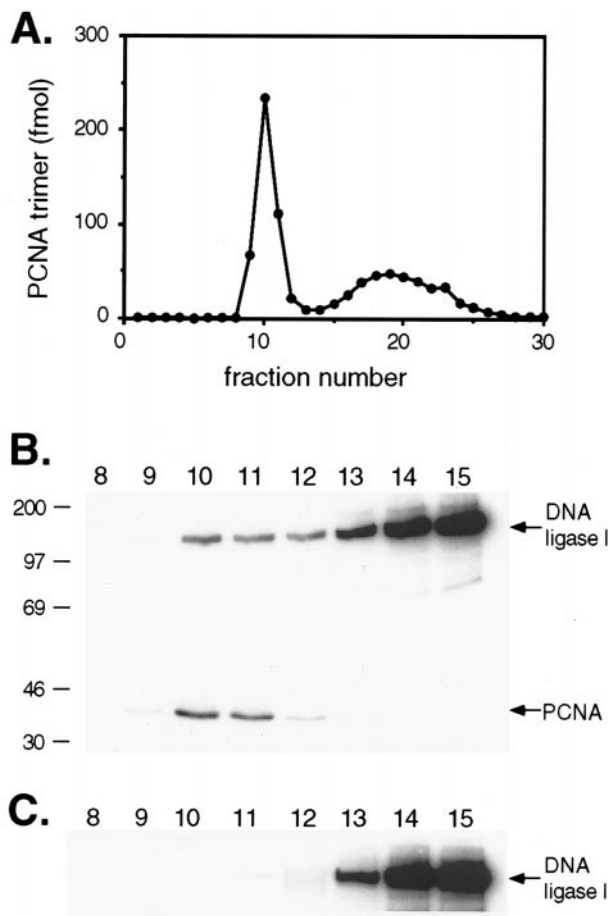 A.
300
200
100
0
PCNA trimer (fmol)
0 10 20 30
fraction number
B.
8 9 10 11 12 13 14 15
200 —
97 —
69 —
46 —
30 —
DNA
ligase I
PCNA
C.
8 9 10 11 12 13 14 15
DNA
ligase I